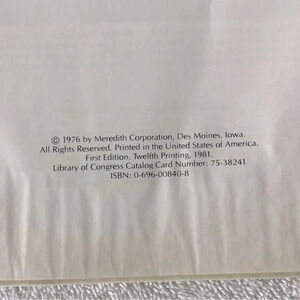 © 1976 by Meredith Corporation, Des Moines, Iowa.
All Rights Reserved. Printed in the United States of America.
First Edition. Twelfth Printing, 1981.
Library of Congress Catalog Card Number: 75-38241
ISBN: 0-696-00840-8